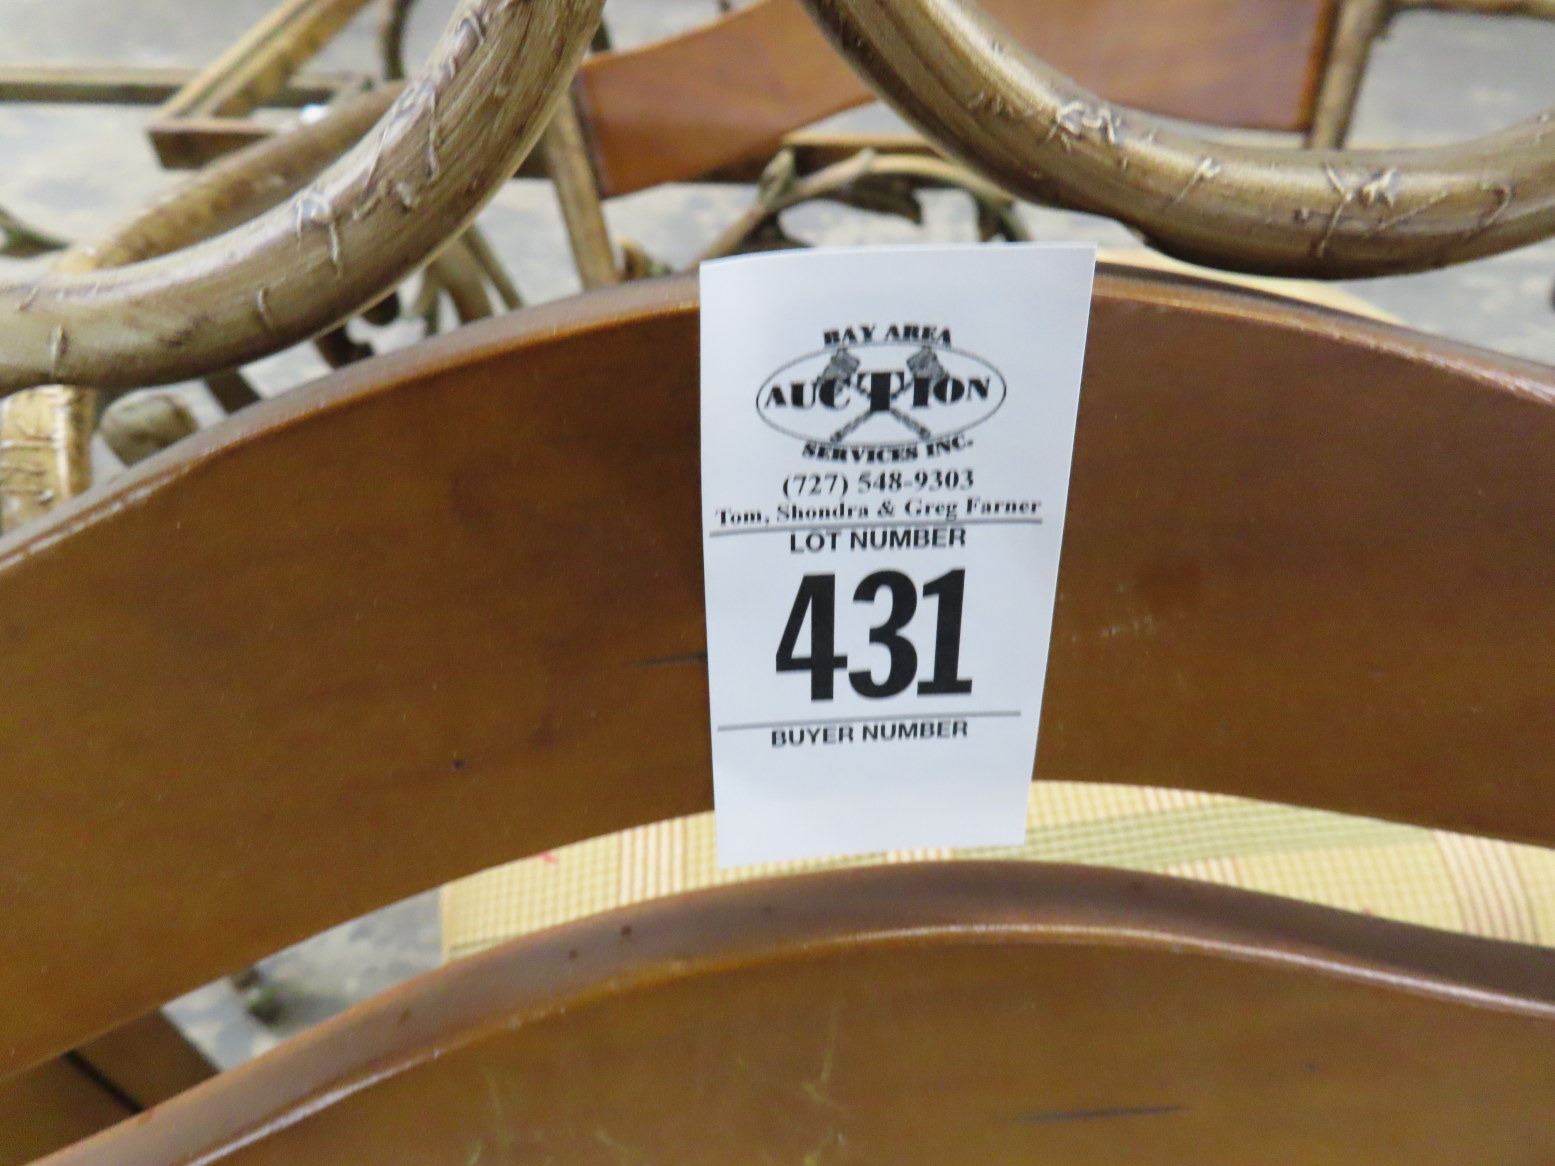 BAY AREA
AUCTION
SERVICES INC.
(727) 548-9303
Tom, Shondra & Greg Farner
LOT NUMBER
431
BUYER NUMBER